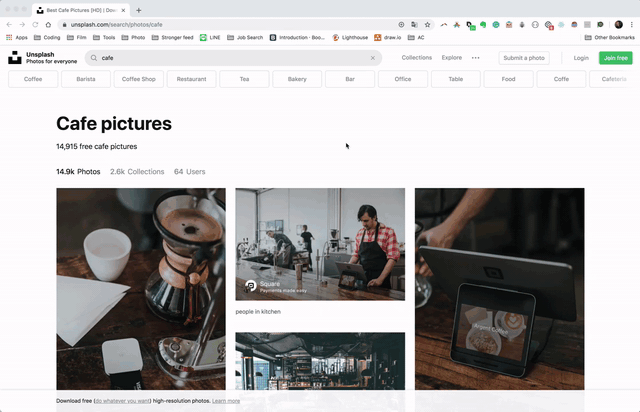 Best Cafe Pictures [HD] | Dow
unsplash.com/search/photos/cafe
Apps Coding Film Tools Photo Stronger feed LINE Job Search Introduction · Boo... Lighthouse draw.io AC Other Bookmarks
Unsplash
Photos for everyone
cafe
Collections Explore Submit a photo Login Join free
Coffee Barista Coffee Shop Restaurant Tea Bakery Bar Office Table Food Coffe Cafeteria
Cafe pictures
14,915 free cafe pictures
14.9k Photos 2.6k Collections 64 Users
Square
Payments made easy
people in kitchen
Download free (do whatever you want) high-resolution photos. Learn more